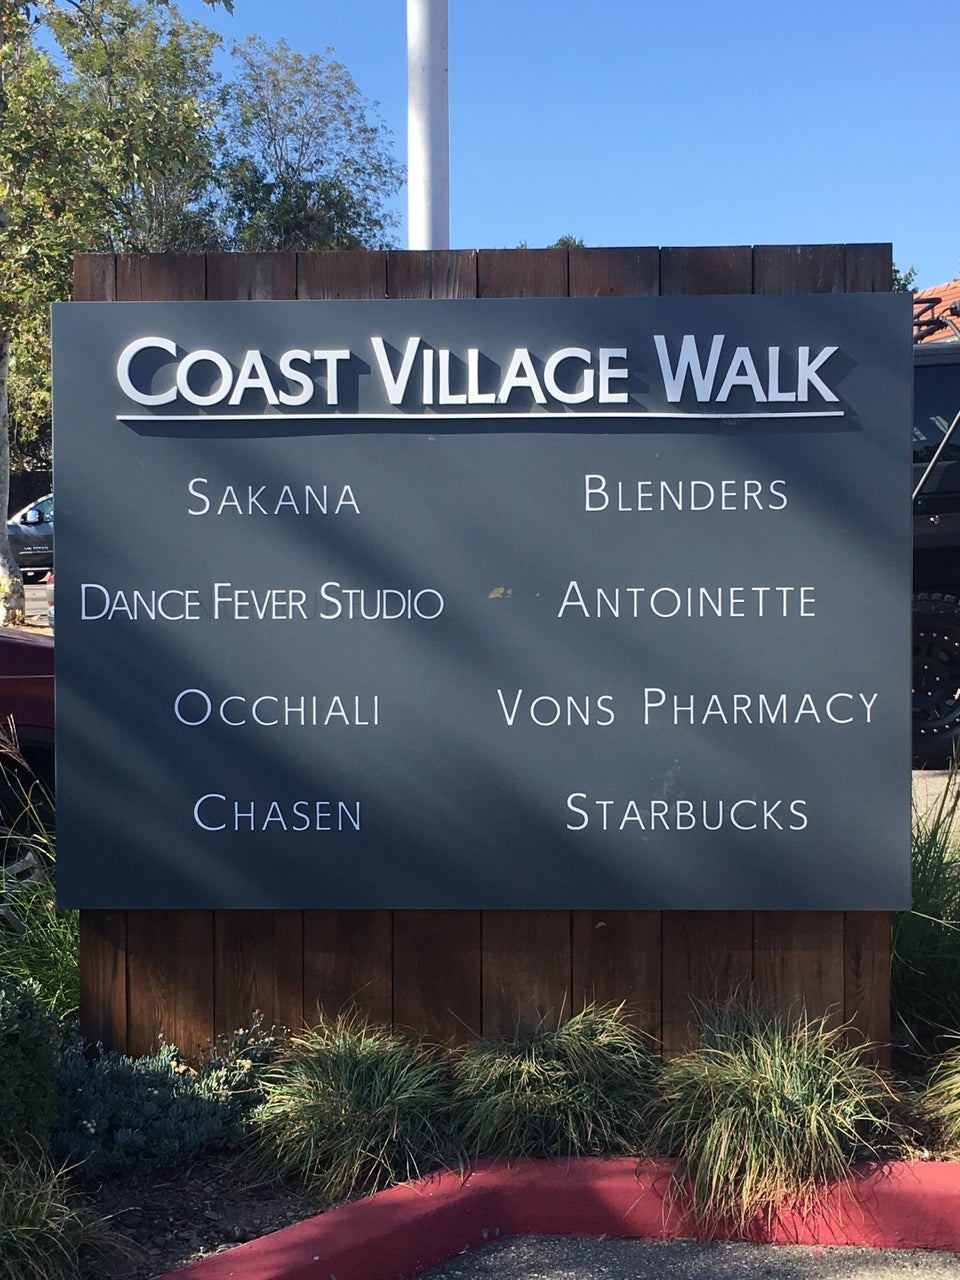 COAST VILLAGE WALK
SAKANA
BLENDERS
DANCE FEVER STUDIO
ANTOINETTE
OCCHIALI
VONS PHARMACY
CHASEN
STARBUCKS